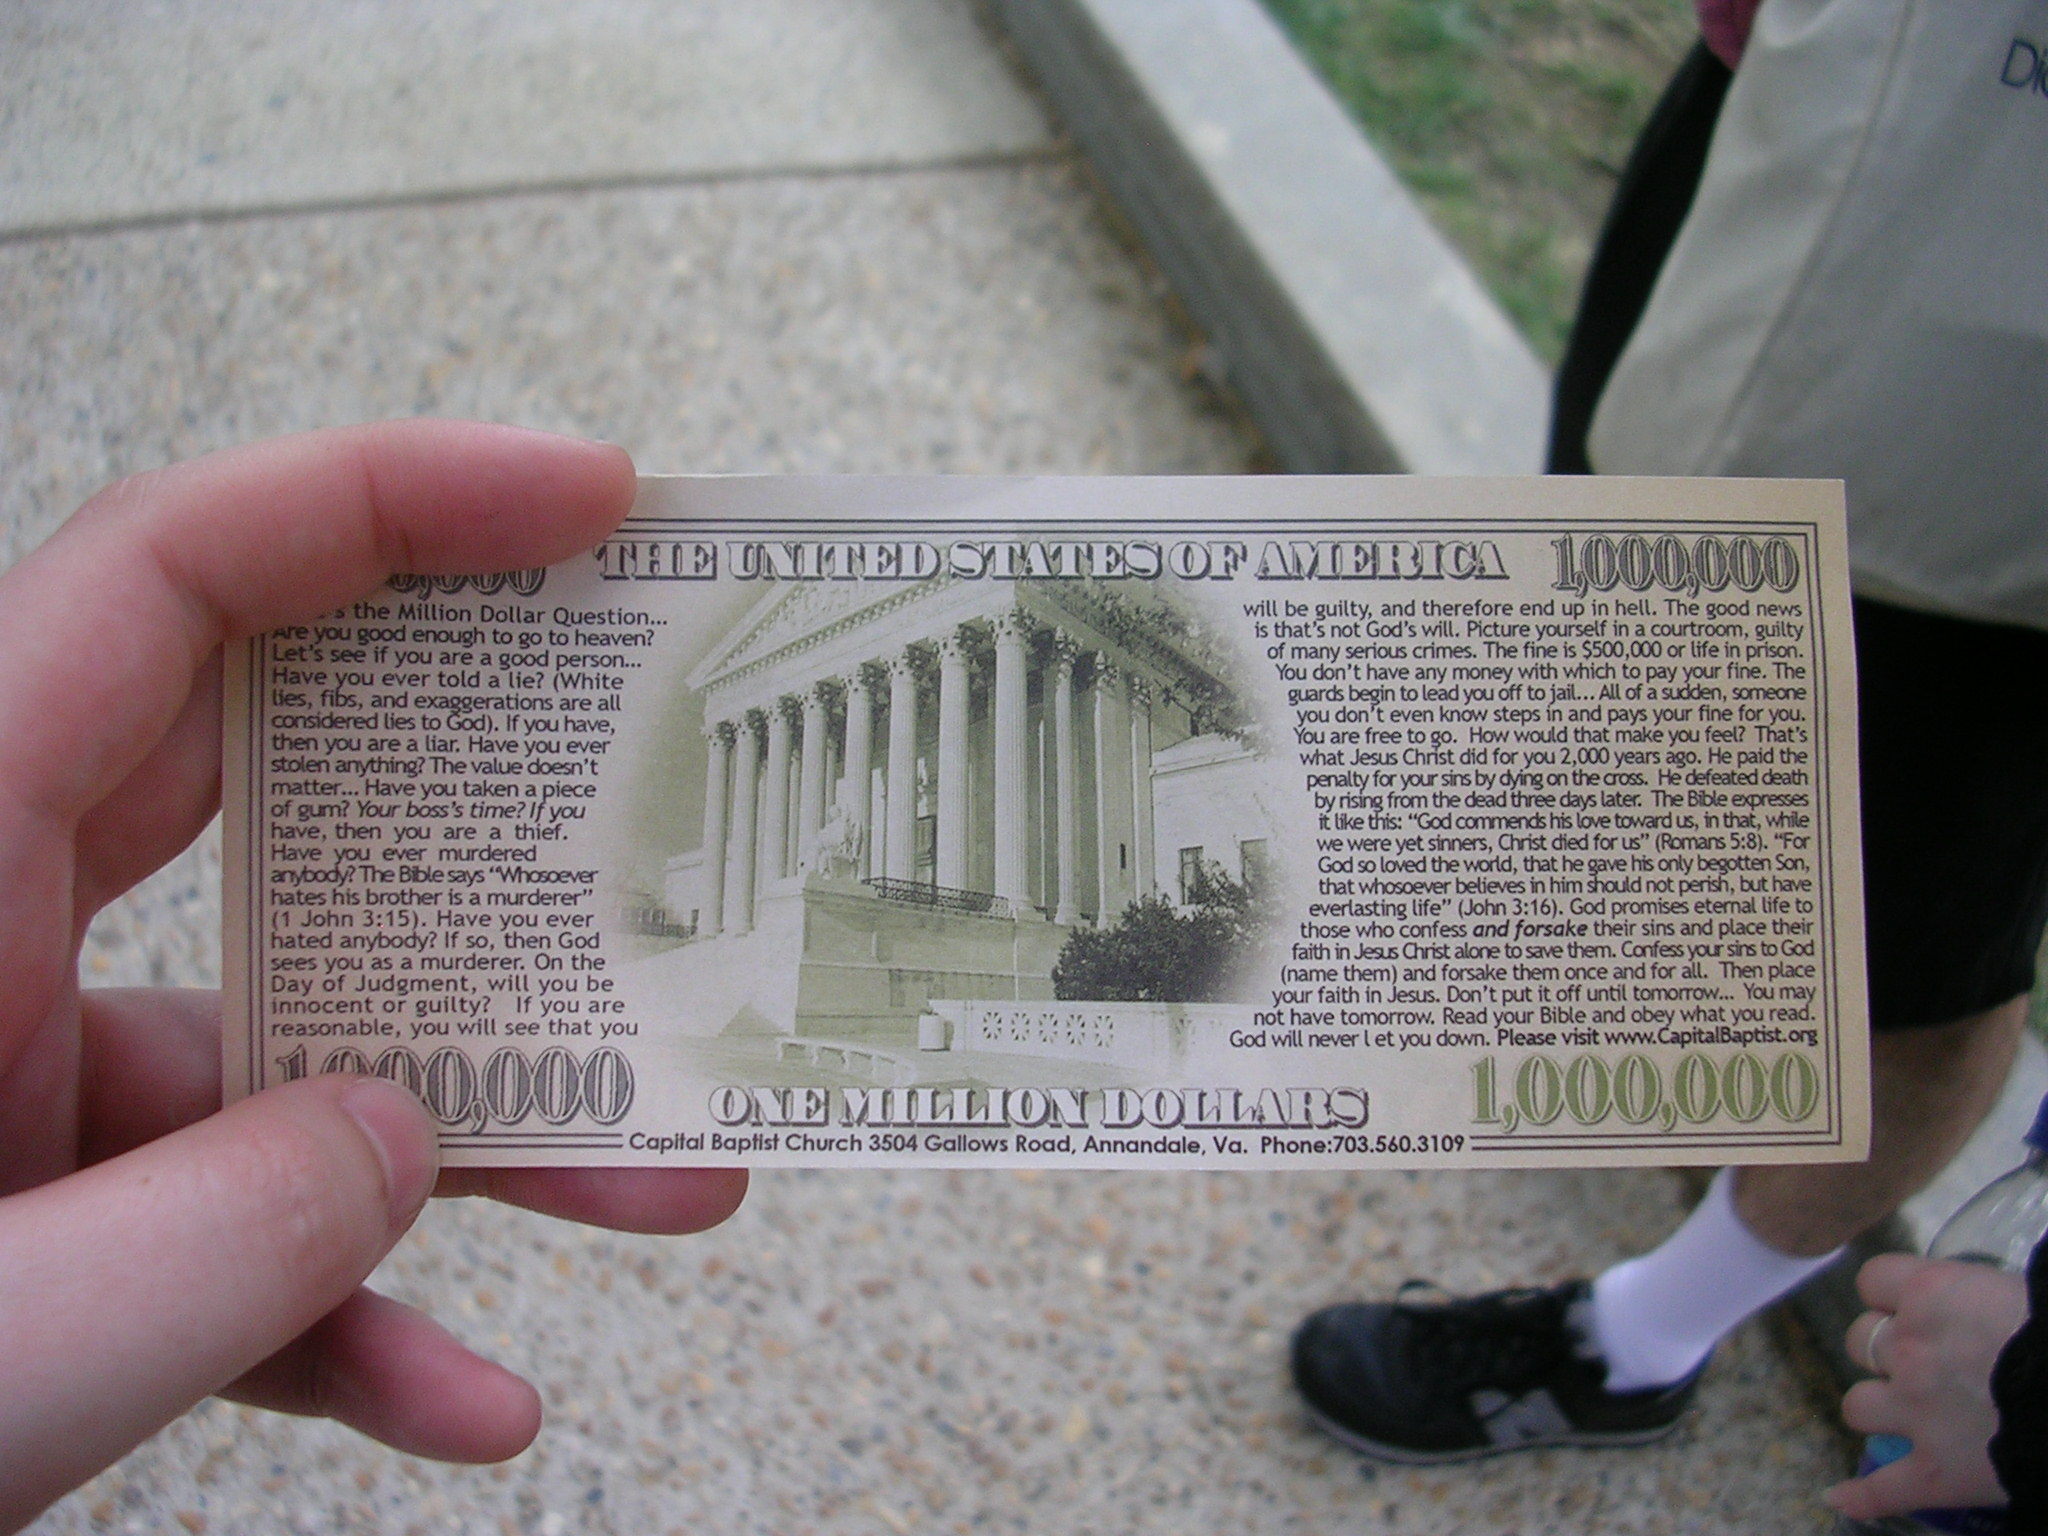 0,000 THE UNITED STATES OF AMERICA 1,000,000
the Million Dollar Question...
Are you good enough to go to heaven?
Let's see if you are a good person...
Have you ever told a lie? (White
lies, fibs, and exaggerations are all
considered lies to God). If you have,
then you are a liar. Have you ever
stolen anything? The value doesn't
matter... Have you taken a piece
of gum? Your boss's time? If you
have, then you are a thief.
Have you ever murdered
anybody? The Bible says "Whosoever
hates his brother is a murderer"
(1 John 3:15). Have you ever
hated anybody? If so, then God
sees you as a murderer. On the
Day of Judgment, will you be
innocent or guilty? If you are
reasonable, you will see that you
will be guilty, and therefore end up in hell. The good news
is that's not God's will. Picture yourself in a courtroom, guilty
of many serious crimes. The fine is $500,000 or life in prison.
You don't have any money with which to pay your fine. The
guards begin to lead you off to jail... All of a sudden, someone
you don't even know steps in and pays your fine for you.
You are free to go. How would that make you feel? That's
what Jesus Christ did for you 2,000 years ago. He paid the
penalty for your sins by dying on the cross. He defeated death
by rising from the dead three days later. The Bible expresses
it like this: "God commends his love toward us, in that, while
we were yet sinners, Christ died for us" (Romans 5:8). "For
God so loved the world, that he gave his only begotten Son,
that whosoever believes in him should not perish, but have
everlasting life" (John 3:16). God promises eternal life to
those who confess and forsake their sins and place their
faith in Jesus Christ alone to save them. Confess your sins to God
(name them) and forsake them once and for all. Then place
your faith in Jesus. Don't put it off until tomorrow... You may
not have tomorrow. Read your Bible and obey what you read.
God will never l et you down. Please visit www.CapitalBaptist.org
1,000,000 ONE MILLION DOLLARS 1,000,000
Capital Baptist Church 3504 Gallows Road, Annandale, Va. Phone:703.560.3109